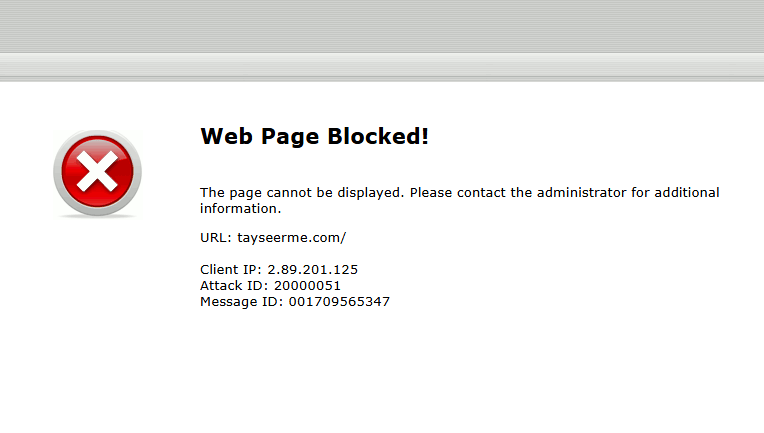 Web Page Blocked!
The page cannot be displayed. Please contact the administrator for additional
information.
URL: tayseerme.com/
Client IP: 2.89.201.125
Attack ID: 20000051
Message ID: 001709565347